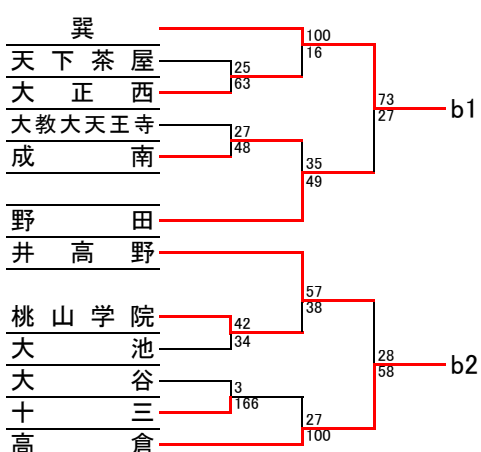 巽
100
16
天下茶屋
25
大正西
63
73
27
b1
大教大天王寺
27
成南
48
35
49
野田
井高野
57
38
桃山学院
42
大池
34
28
58
b2
大谷
3
十三
166
27
高倉
100